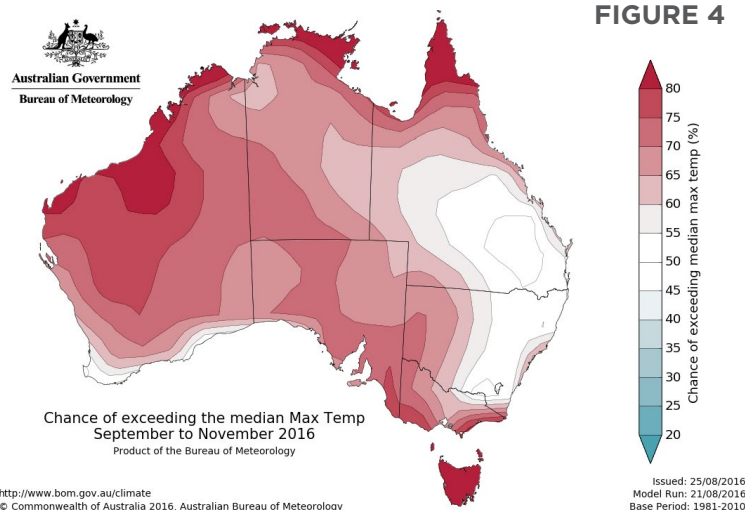 FIGURE 4
Australian Government
Bureau of Meteorology
80
75
70
65
60
55
50
45
40
35
30
25
20
Chance of exceeding median max temp (%)
Chance of exceeding the median Max Temp
September to November 2016
Product of the Bureau of Meteorology
http://www.bom.gov.au/climate
© Commonwealth of Australia 2016, Australian Bureau of Meteorology
Issued: 25/08/2016
Model Run: 21/08/2016
Base Period: 1981-2010